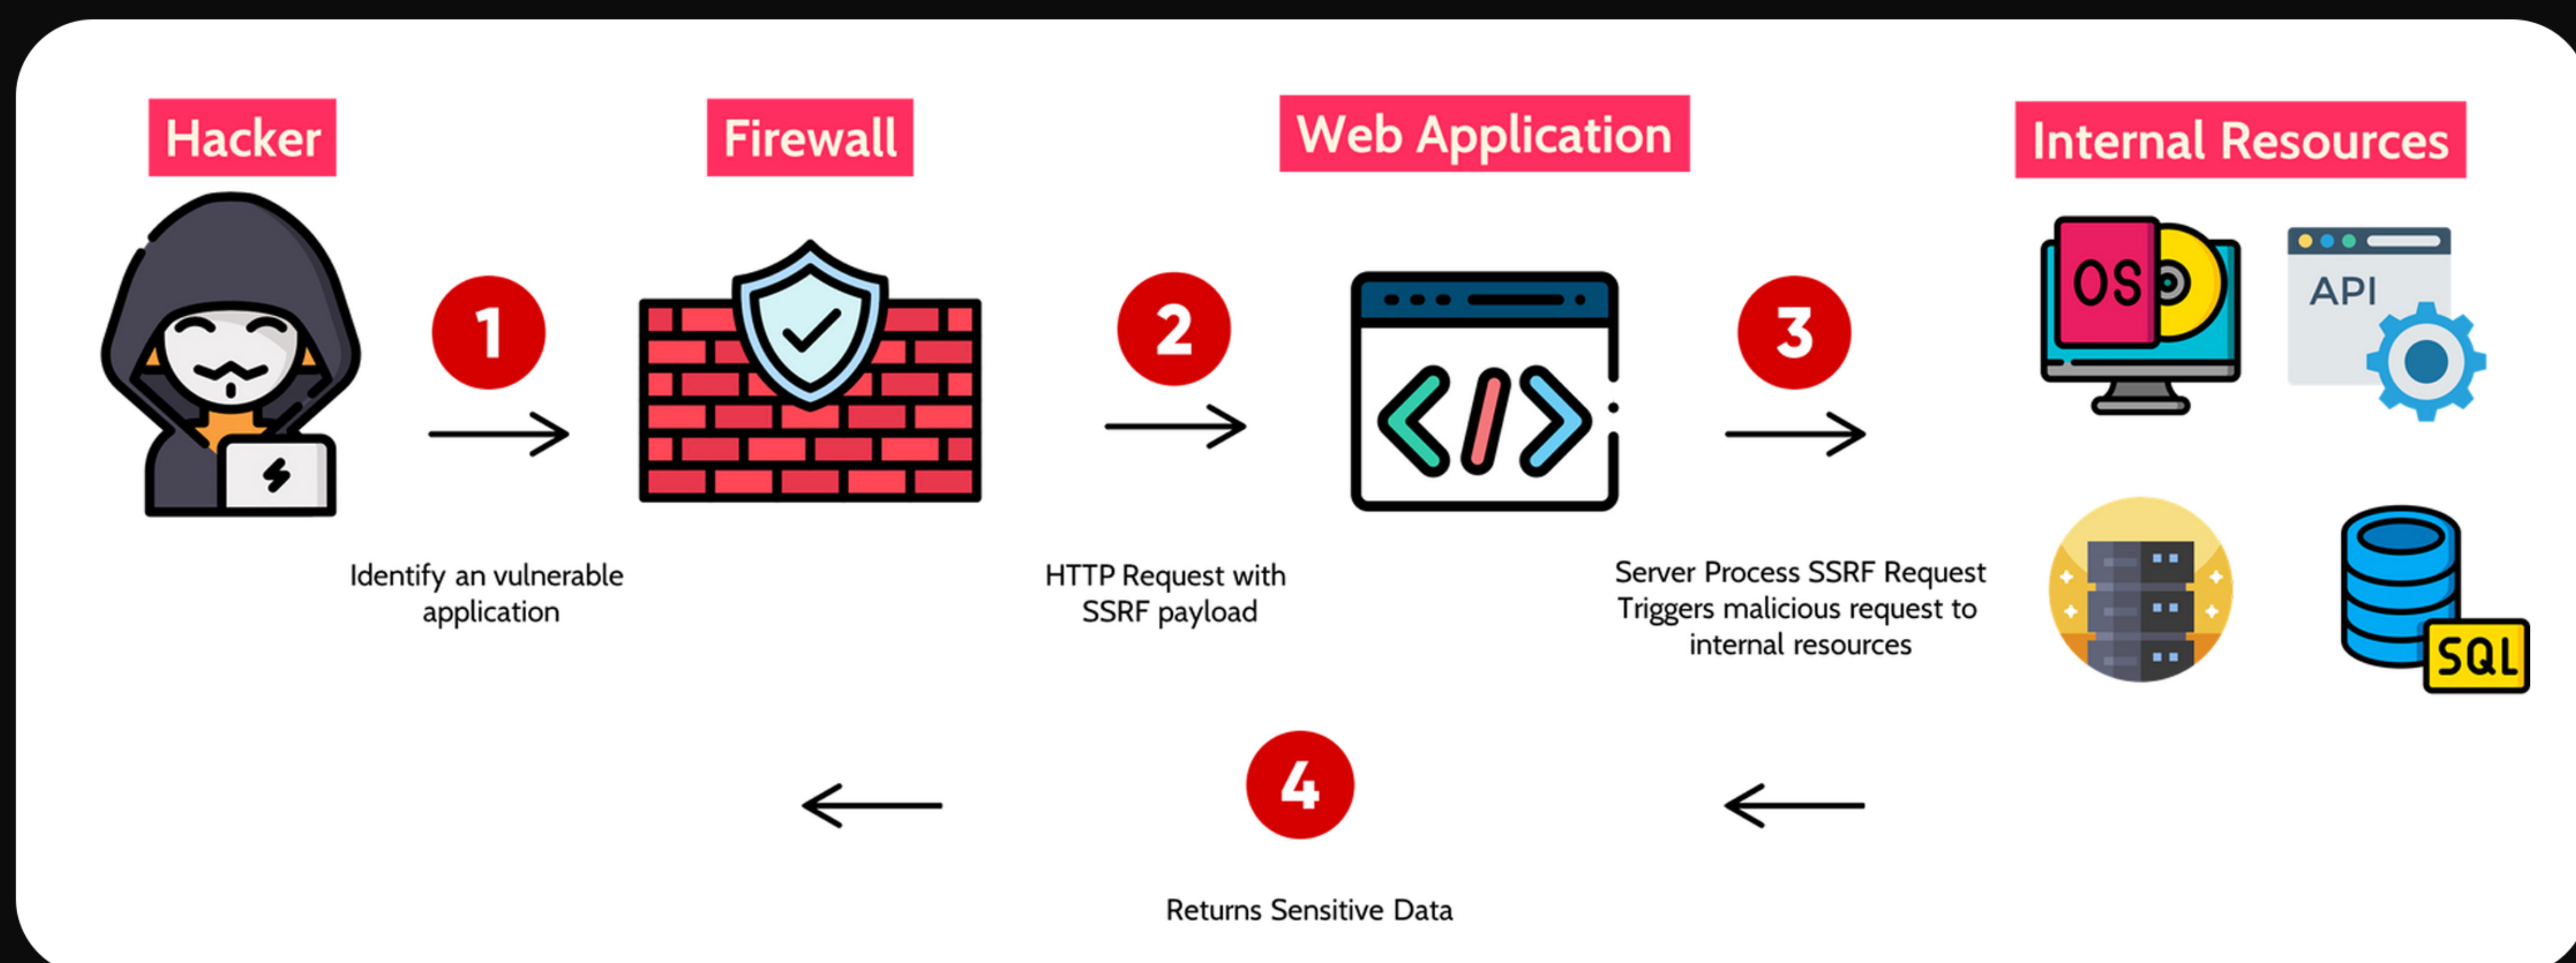 Hacker
Firewall
Web Application
Internal Resources
1
2
3
OS
API
Identify an vulnerable
application
HTTP Request with
SSRF payload
Server Process SSRF Request
Triggers malicious request to
internal resources
SQL
4
Returns Sensitive Data